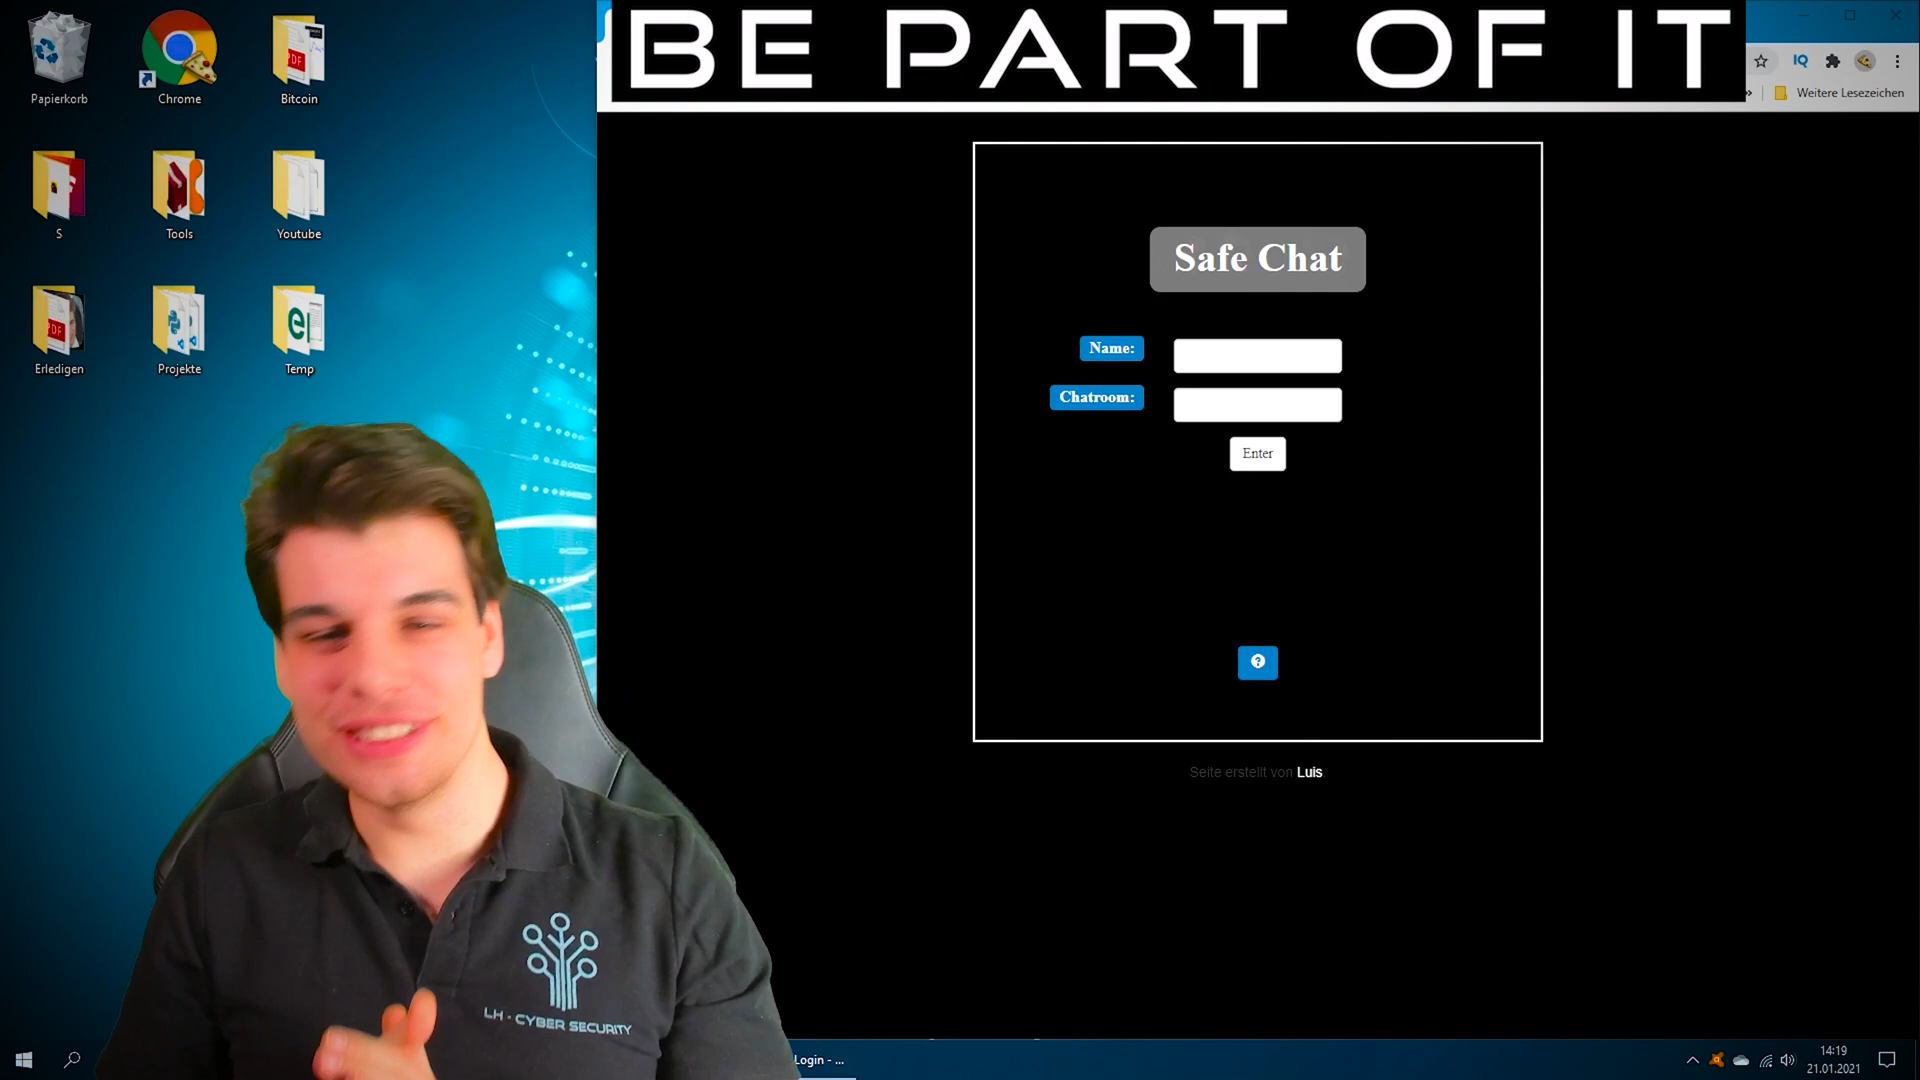 BE PART OF IT
Papierkorb
Chrome
Bitcoin
IQ
» Weitere Lesezeichen
S
Tools
Youtube
Safe Chat
Name:
Chatroom:
Enter
Erledigen
Projekte
Temp
Seite erstellt von Luis
LH - CYBER SECURITY
Login - ...
14:19
21.01.2021